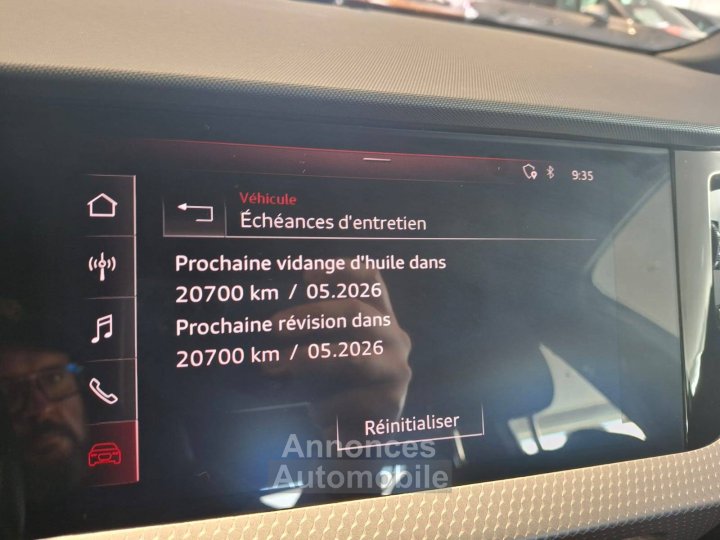 9:35
Véhicule
Échéances d'entretien
Prochaine vidange d'huile dans
20700 km / 05.2026
Prochaine révision dans
20700 km / 05.2026
Réinitialiser
Annonces
Automobile